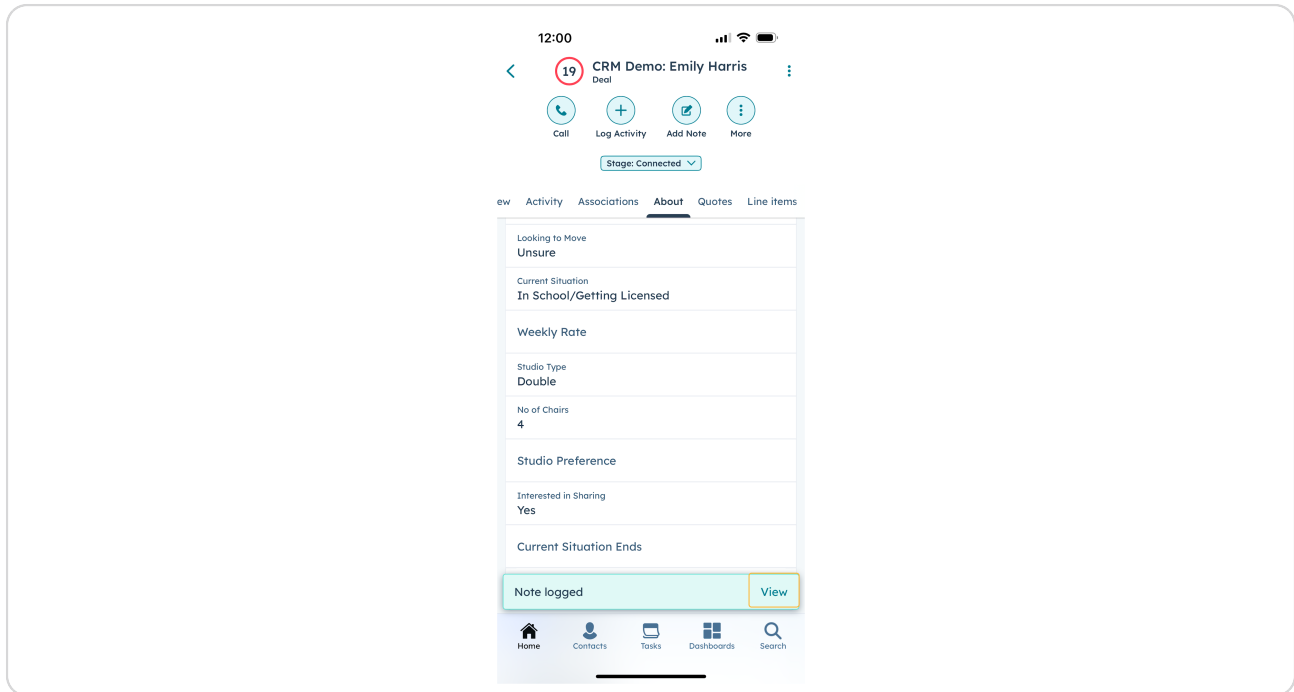 12:00
19
CRM Demo: Emily Harris
Deal
Call
Log Activity
Add Note
More
Stage: Connected
ew
Activity
Associations
About
Quotes
Line items
Looking to Move
Unsure
Current Situation
In School/Getting Licensed
Weekly Rate
Studio Type
Double
No of Chairs
4
Studio Preference
Interested in Sharing
Yes
Current Situation Ends
Note logged
View
Home
Contacts
Tasks
Dashboards
Search